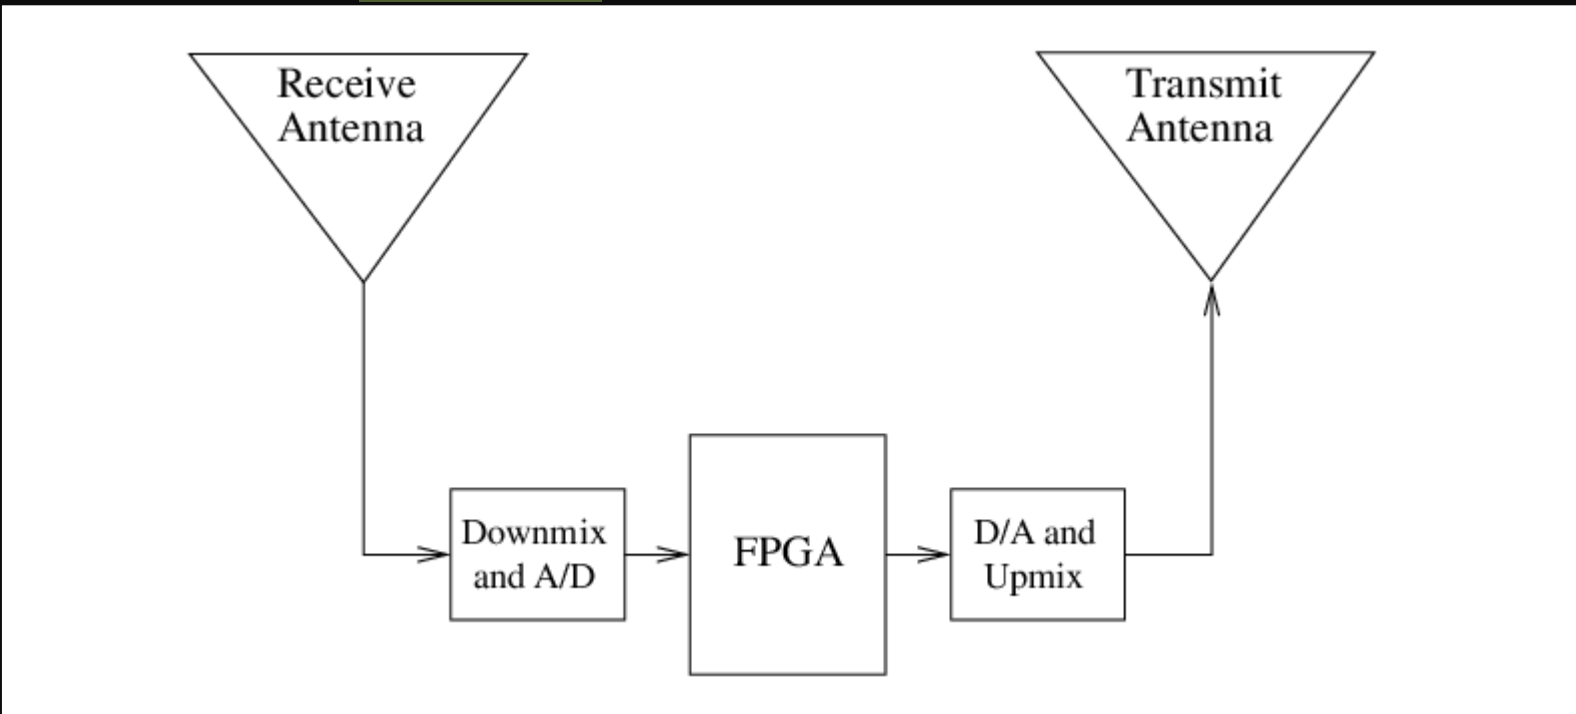 Receive
Antenna
Transmit
Antenna
Downmix
and A/D
FPGA
D/A and
Upmix